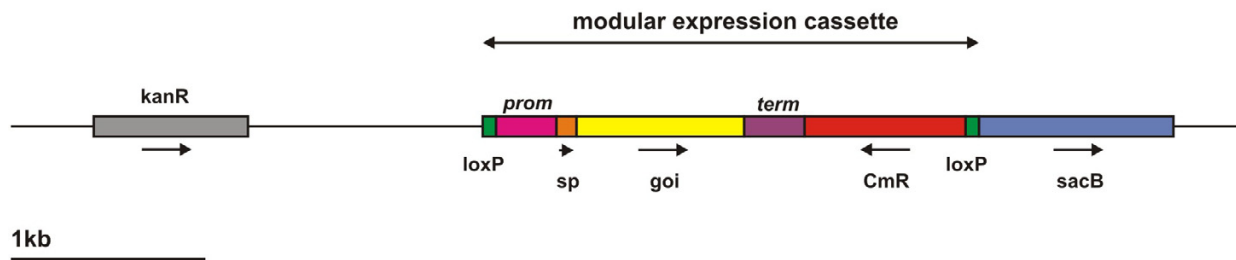 modular expression cassette
kanR
prom
term
loxP
sp
goi
CmR
loxP
sacB
1kb